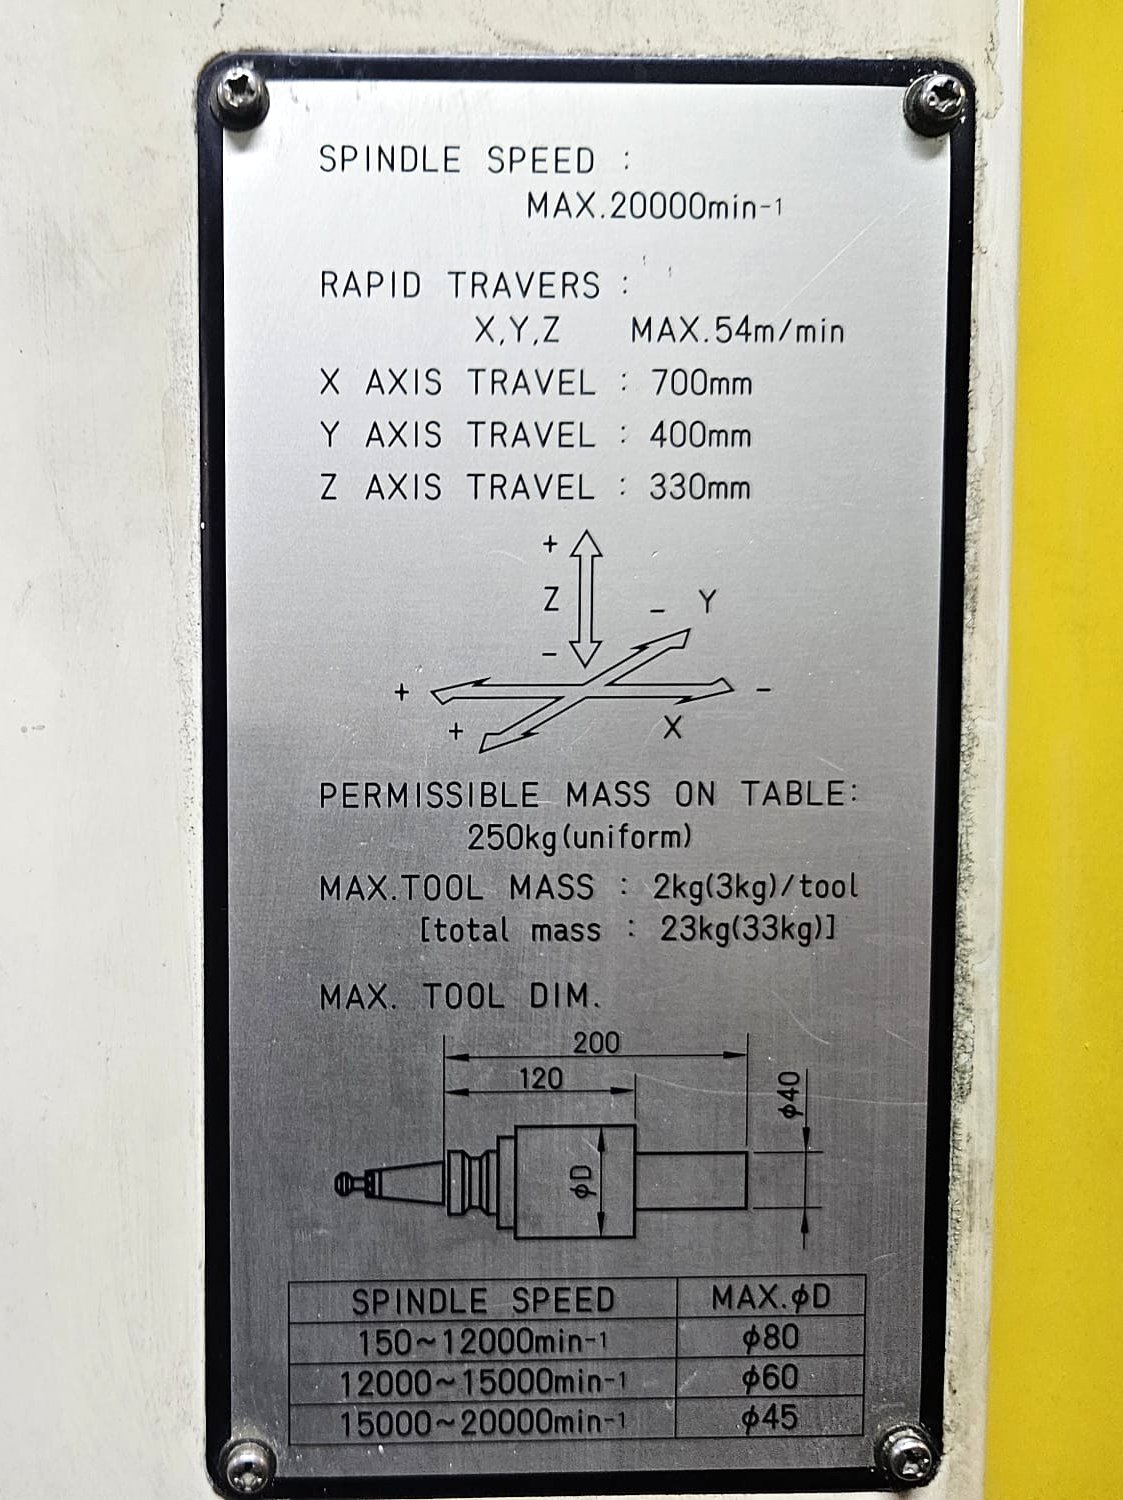 SPINDLE SPEED :
MAX.20000min-1
RAPID TRAVERS :
X,Y,Z MAX.54m/min
X AXIS TRAVEL : 700mm
Y AXIS TRAVEL : 400mm
Z AXIS TRAVEL : 330mm
+
Z
- Y
-
+ -
+ X
PERMISSIBLE MASS ON TABLE:
250kg(uniform)
MAX.TOOL MASS : 2kg(3kg)/tool
[total mass : 23kg(33kg)]
MAX. TOOL DIM.
200
120
ϕ40
ϕD
SPINDLE SPEED MAX.ϕD
150~12000min-1 ϕ80
12000~15000min-1 ϕ60
15000~20000min-1 ϕ45